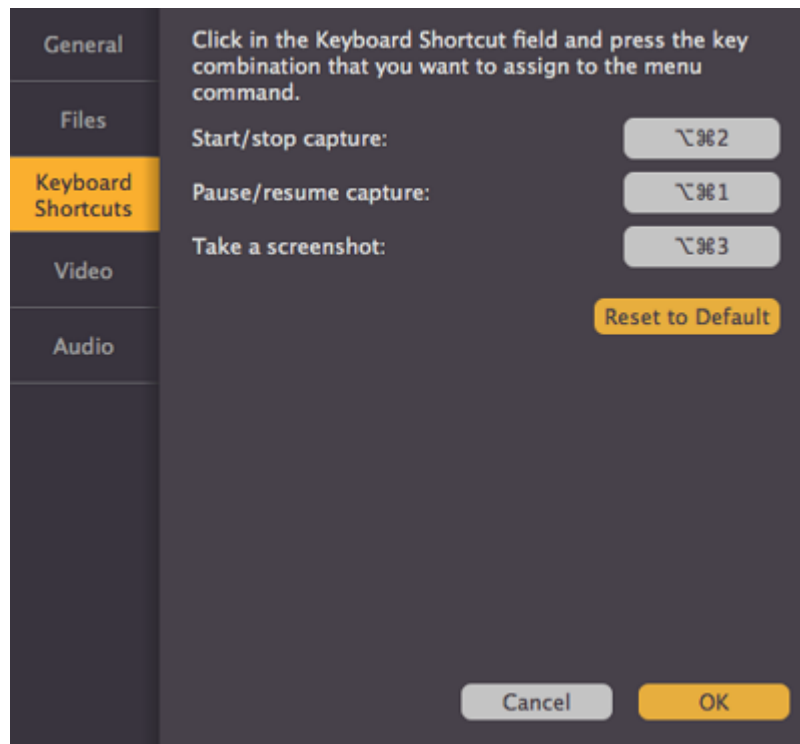 General
Files
Keyboard
Shortcuts
Video
Audio
Click in the Keyboard Shortcut field and press the key
combination that you want to assign to the menu
command.
Start/stop capture: ⌥⌘2
Pause/resume capture: ⌥⌘1
Take a screenshot: ⌥⌘3
Reset to Default
Cancel OK